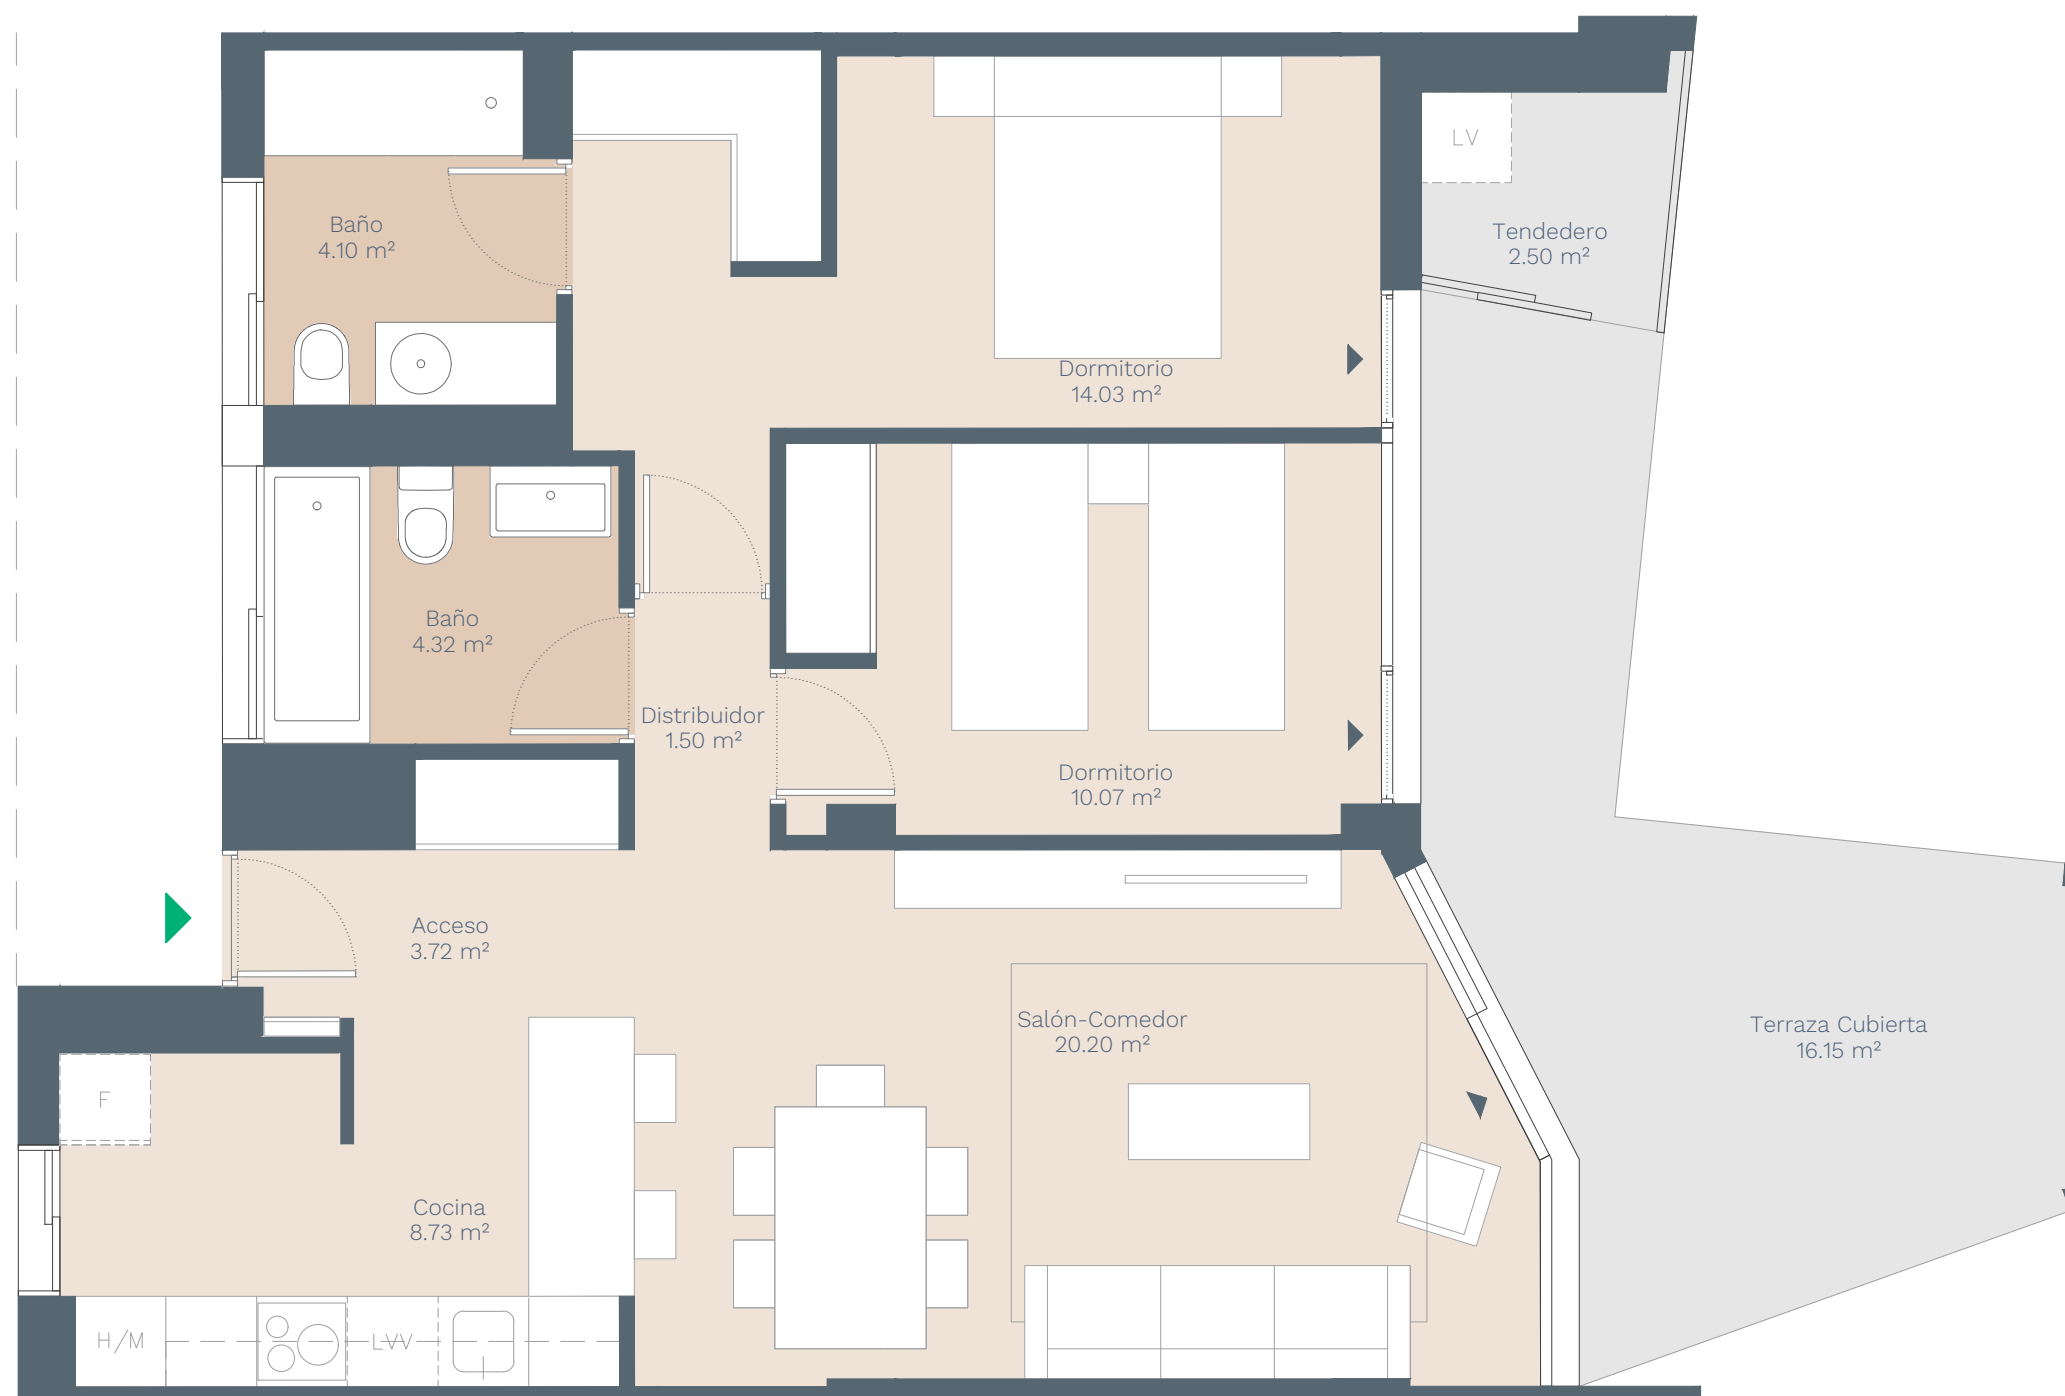 LV
Tendedero
2.50 m²
Baño
4.10 m²
Dormitorio
14.03 m²
Baño
4.32 m²
Distribuidor
1.50 m²
Dormitorio
10.07 m²
Acceso
3.72 m²
Salón-Comedor
20.20 m²
Terraza Cubierta
16.15 m²
F
Cocina
8.73 m²
H/M
LVV